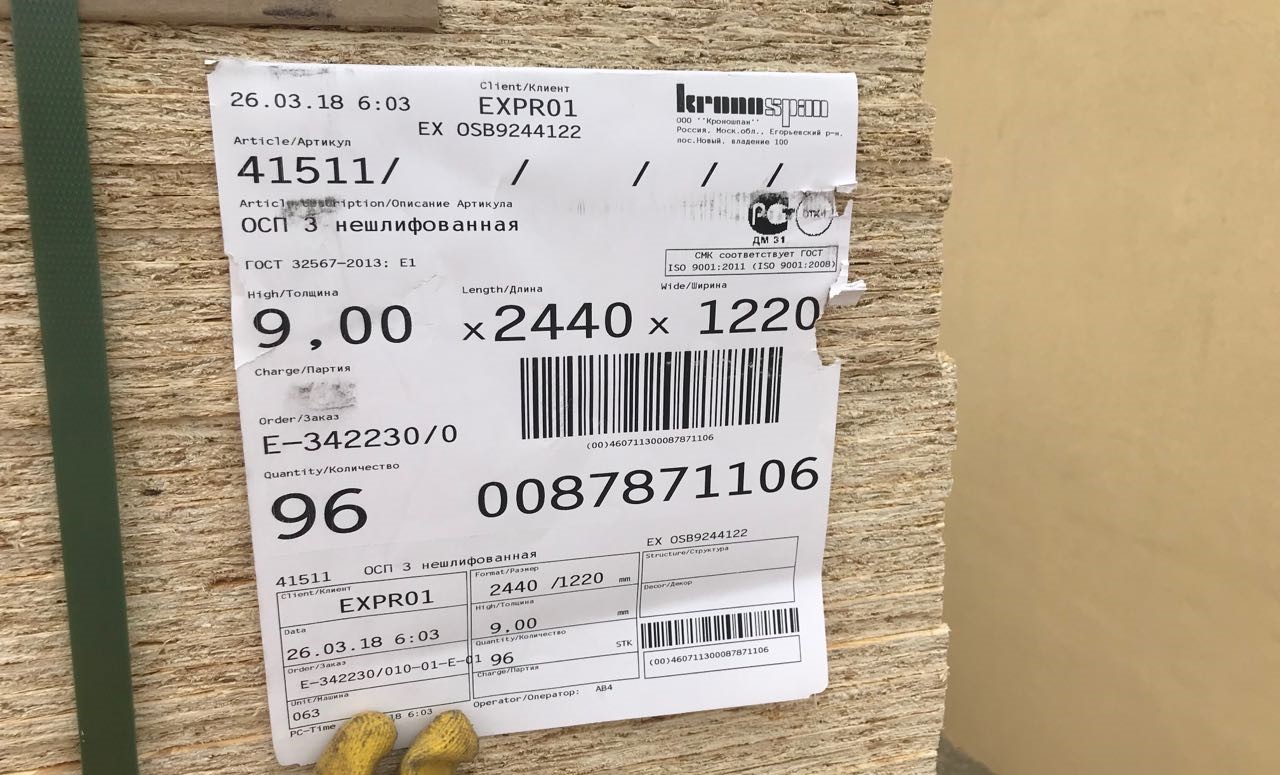 26.03.18 6:03
Client/Клиент
EXPR01
EX OSB9244122
kronospan
ООО ''Кроношпан''
Россия, Моск.обл., Егорьевский р-н,
пос.Новый, владение 100
Article/Артикул
41511/ / / / /
Описание Артикула
ОСП 3 нешлифованная
РСТ
ДМ 31
ГОСТ 32567-2013; E1
СМК соответствует ГОСТ
ISO 9001:2011 (ISO 9001:2008)
High/Толщина Length/Длина Wide/Ширина
9,00 x 2440 x 1220
Charge/Партия
(00)460711300087871106
Order/Заказ
E-342230/0
Quantity/Количество
96 0087871106
41511 ОСП 3 нешлифованная EX OSB9244122
Client/Клиент
EXPR01
Data
26.03.18 6:03
Order/Заказ
E-342230/010-01-E-01
Unit/Машина
063
PC-Time 18 6:03
Format/Размер
2440 /1220 mm
High/Толщина
9,00 mm
Quantity/Количество
96 STK
Charge/Партия
Operator/Оператор: AB4
Structure/Структура
Decor/Декор
(00)460711300087871106